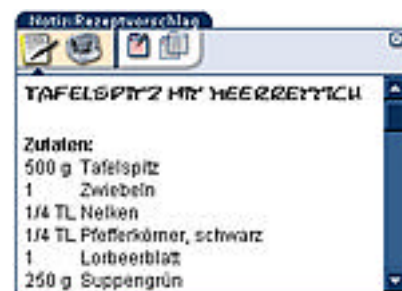 Notiz: Rezeptvorschlag
TAFELSPITZ MIT MEERRETTICH
Zutaten:
500 g Tafelspitz
1 Zwiebeln
1/4 TL Nelken
1/4 TL Pfefferkörner, schwarz
1 Lorbeerblatt
250 g Suppengrün